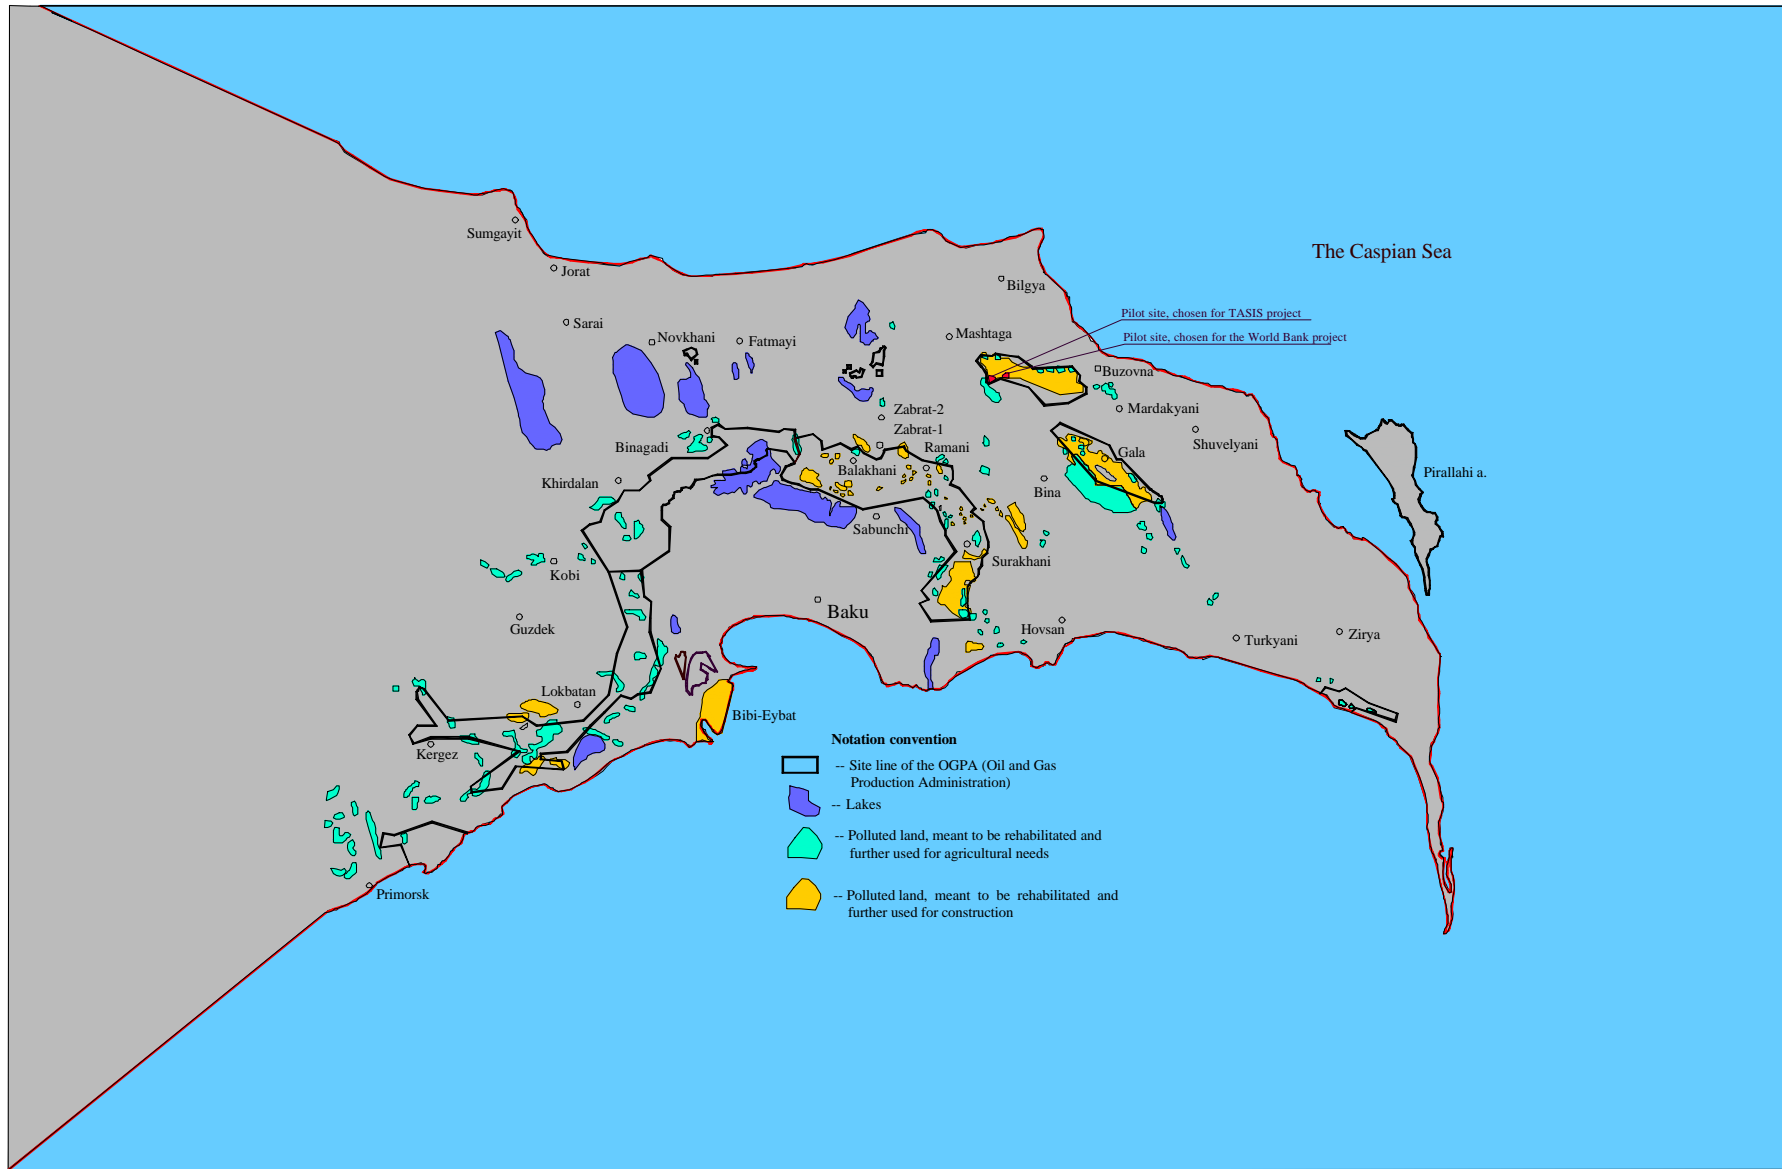 Sumgayit
The Caspian Sea
Jorat
Bilgya
Pilot site, chosen for TASIS project
Sarai
Mashtaga
Pilot site, chosen for the World Bank project
Novkhani
Fatmayi
Buzovna
Zabrat-2
Mardakyani
Zabrat-1
Shuvelyani
Binagadi
Ramani
Gala
Balakhani
Pirallahi a.
Khirdalan
Bina
Sabunchi
Surakhani
Kobi
Baku
Guzdek
Hovsan
Turkyani
Zirya
Lokbatan
Bibi-Eybat
Kergez
Primorsk
Notation convention
-- Site line of the OGPA (Oil and Gas
Production Administration)
-- Lakes
-- Polluted land, meant to be rehabilitated and
further used for agricultural needs
-- Polluted land, meant to be rehabilitated and
further used for construction